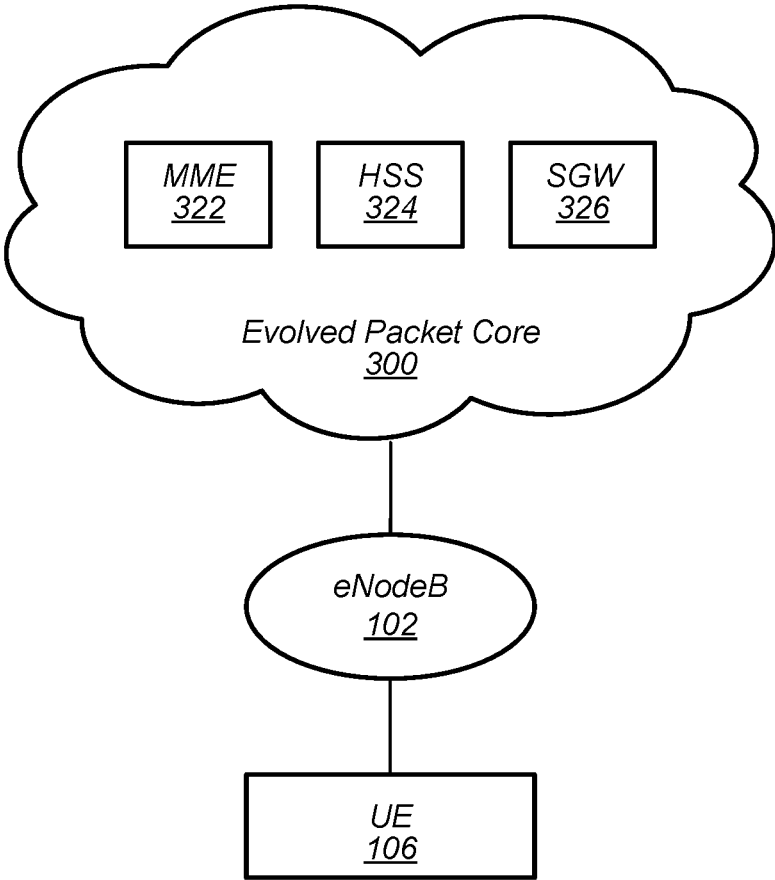 MME
322
HSS
324
SGW
326
Evolved Packet Core
300
eNodeB
102
UE
106